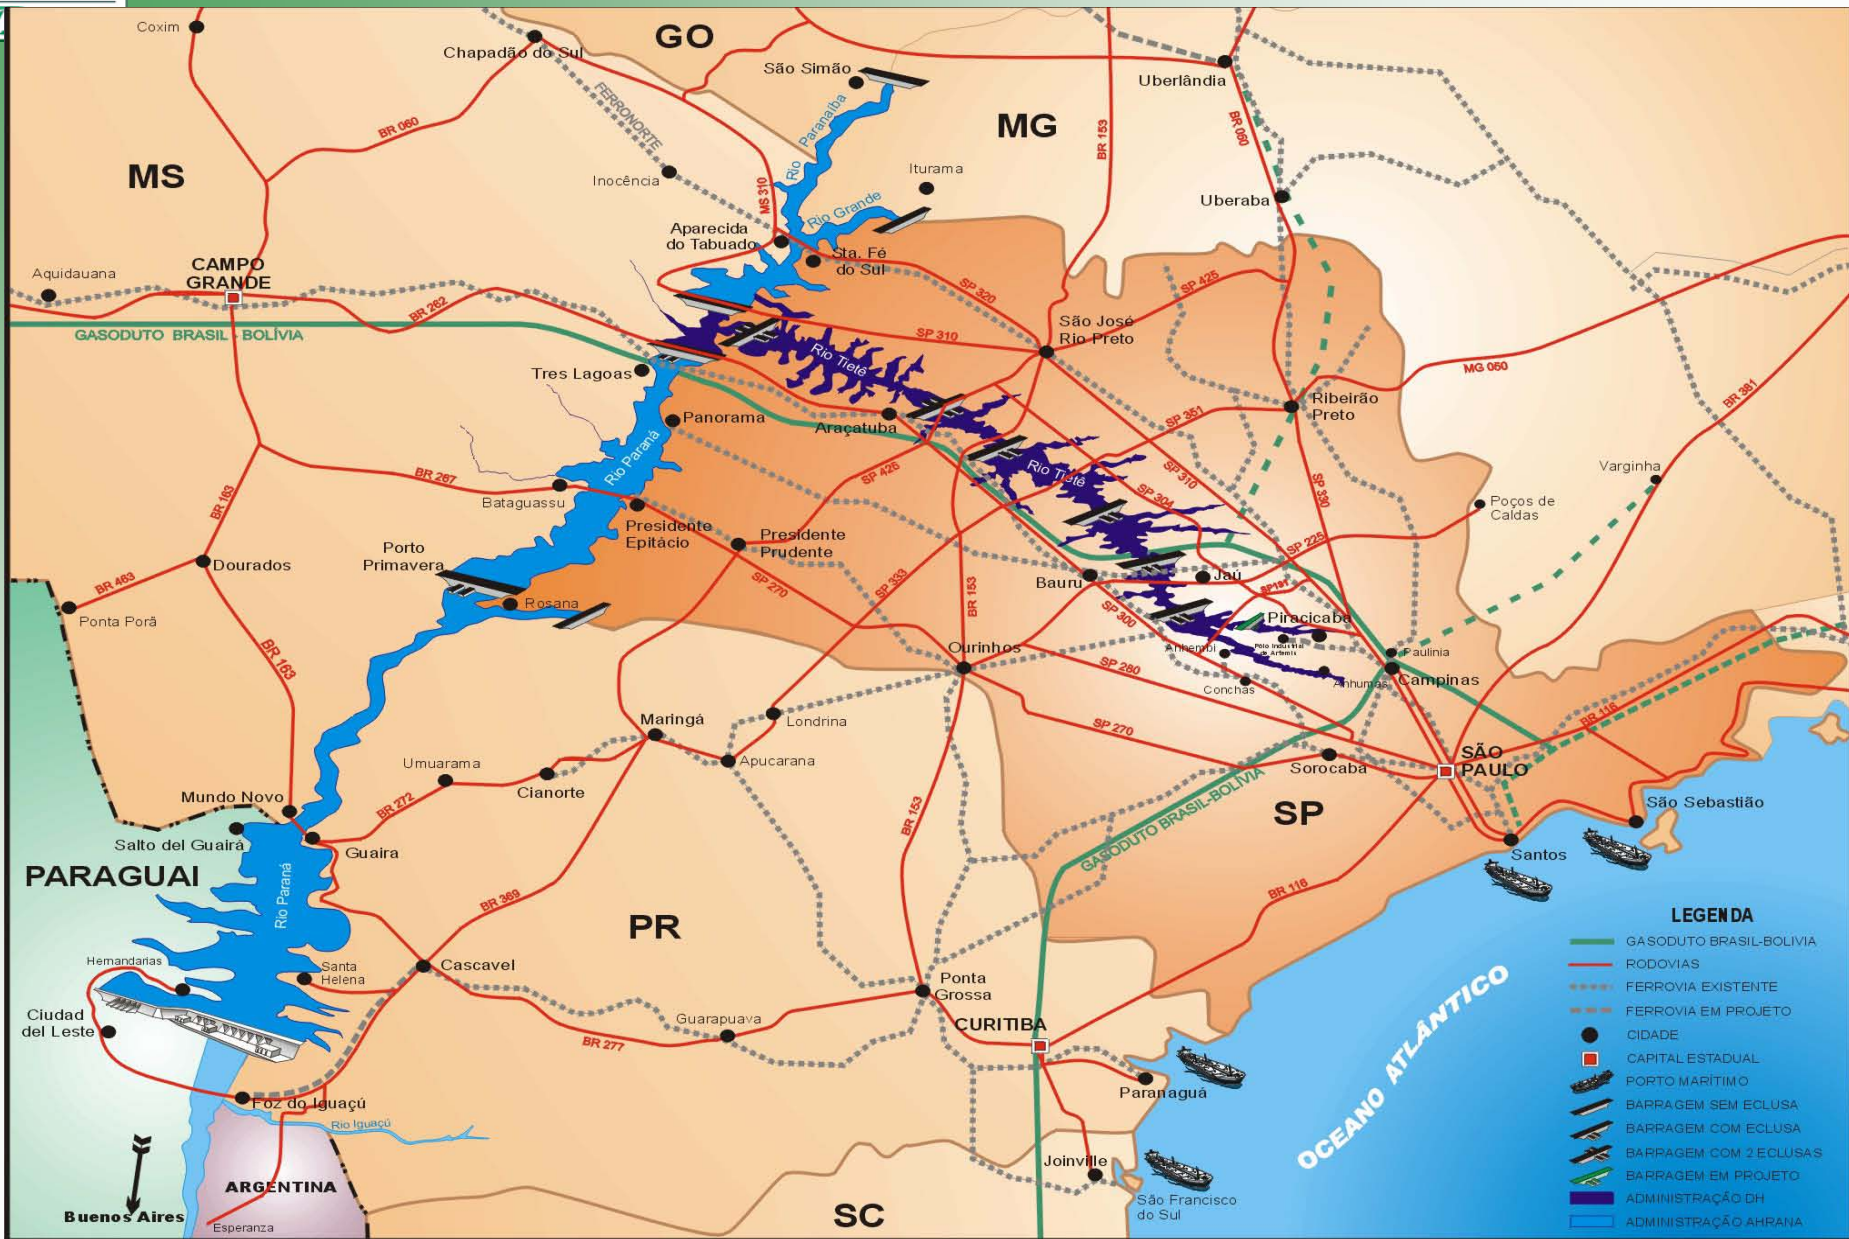 Coxim
Chapadão do Sul
GO
São Simão
Uberlândia
FERRONORTE
BR 060
Rio Paranaíba
MG
BR 153
BR 050
MS
Inocência
MS 310
Iturama
Rio Grande
Uberaba
Aparecida
do Tabuado
Sta. Fé
do Sul
Aquidauana
CAMPO
GRANDE
BR 262
GASODUTO BRASIL - BOLÍVIA
SP 320
SP 425
SP 310
São José
Rio Preto
Rio Tietê
Tres Lagoas
MG 050
BR 381
Panorama
Araçatuba
Ribeirão
Preto
SP 351
Rio Paraná
SP 425
Rio Tietê
SP 310
SP 304
SP 330
Varginha
Poços de
Caldas
BR 163
BR 267
Bataguassu
Presidente
Epitácio
Presidente
Prudente
SP 225
Porto
Primavera
Dourados
BR 463
Ponta Porã
Rosana
SP 270
SP 333
BR 153
Bauru
Jaú
SP191
SP 300
Piracicaba
Pólo Industrial
de Artemis
Anhembi
Paulinia
Conchas
Anhumas
Campinas
Ourinhos
SP 280
BR 163
SP 270
BR 116
Maringá
Londrina
Umuarama
Cianorte
Apucarana
Sorocaba
SÃO
PAULO
Mundo Novo
BR 272
BR 153
GASODUTO BRASIL-BOLÍVIA
SP
São Sebastião
Salto del Guairá
Guaira
Santos
PARAGUAI
Rio Paraná
BR 369
BR 116
PR
Hernandarias
Santa
Helena
Cascavel
Ponta
Grossa
Ciudad
del Leste
Guarapuava
BR 277
CURITIBA
Foz do Iguaçú
Rio Iguaçú
Paranaguá
OCEANO ATLÂNTICO
ARGENTINA
Buenos Aires
Esperanza
Joinville
SC
São Francisco
do Sul
LEGENDA
GASODUTO BRASIL-BOLIVIA
RODOVIAS
FERROVIA EXISTENTE
FERROVIA EM PROJETO
CIDADE
CAPITAL ESTADUAL
PORTO MARÍTIMO
BARRAGEM SEM ECLUSA
BARRAGEM COM ECLUSA
BARRAGEM COM 2 ECLUSAS
BARRAGEM EM PROJETO
ADMINISTRAÇÃO DH
ADMINISTRAÇÃO AHRANA